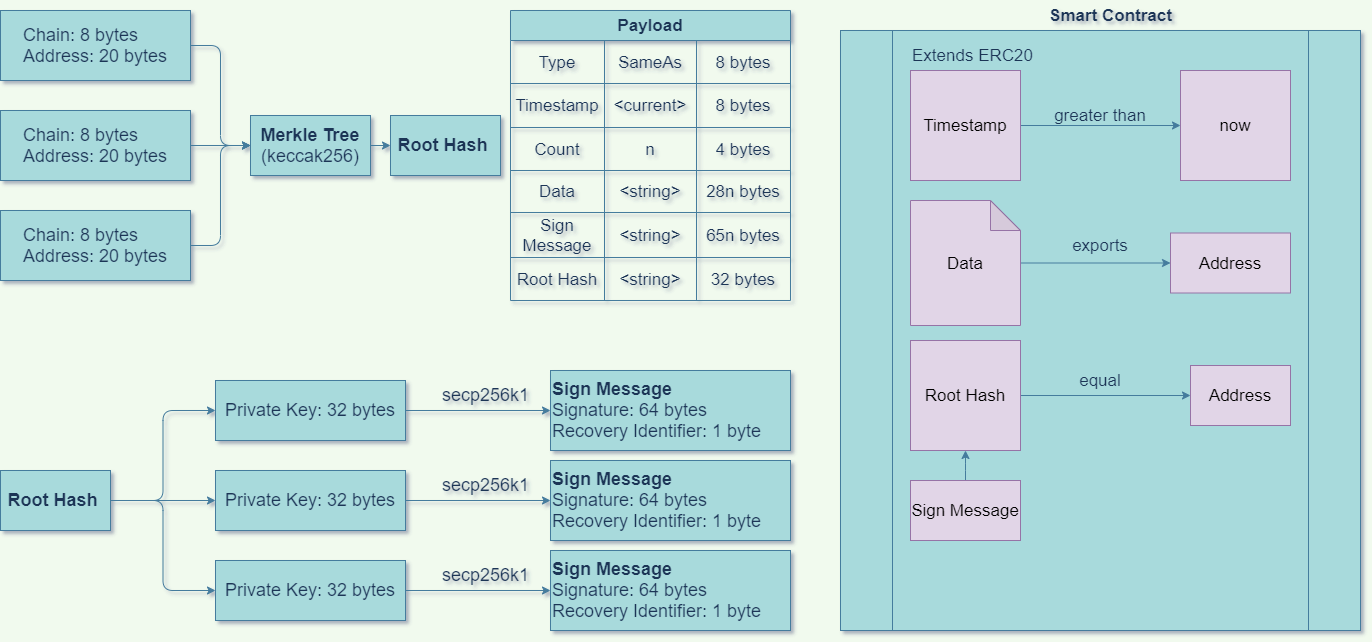 Chain: 8 bytes
Address: 20 bytes
Chain: 8 bytes
Address: 20 bytes
Chain: 8 bytes
Address: 20 bytes
Merkle Tree
(keccak256)
Root Hash
Payload
Type SameAs 8 bytes
Timestamp <current> 8 bytes
Count n 4 bytes
Data <string> 28n bytes
Sign
Message <string> 65n bytes
Root Hash <string> 32 bytes
Root Hash
Private Key: 32 bytes
secp256k1
Sign Message
Signature: 64 bytes
Recovery Identifier: 1 byte
Private Key: 32 bytes
secp256k1
Sign Message
Signature: 64 bytes
Recovery Identifier: 1 byte
Private Key: 32 bytes
secp256k1
Sign Message
Signature: 64 bytes
Recovery Identifier: 1 byte
Smart Contract
Extends ERC20
Timestamp greater than now
Data exports Address
Root Hash equal Address
Sign Message